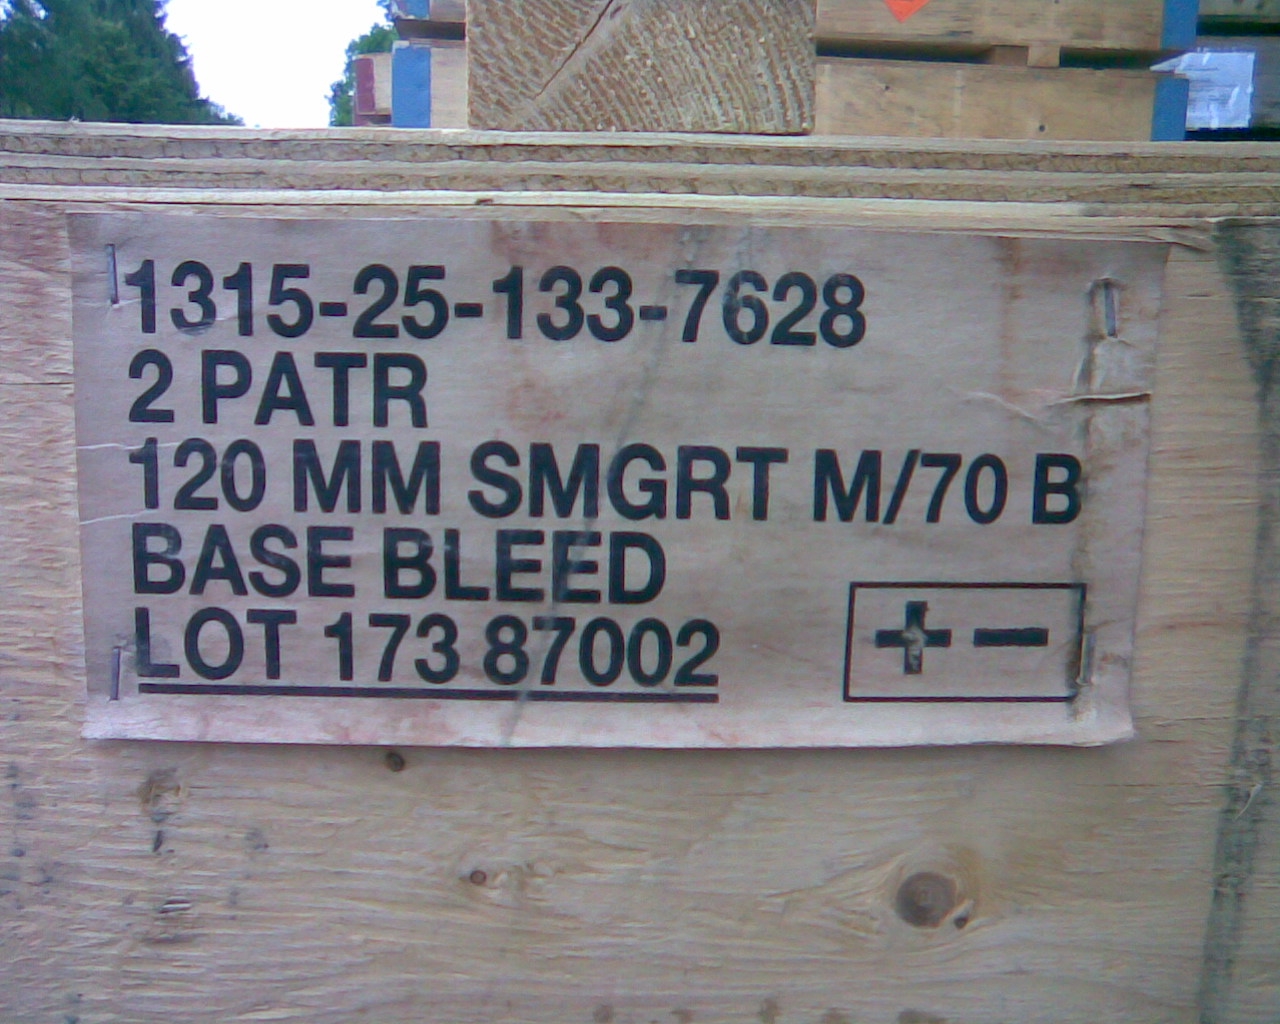 1315-25-133-7628
2 PATR
120 MM SMGRT M/70 B
BASE BLEED
LOT 173 87002
+ -